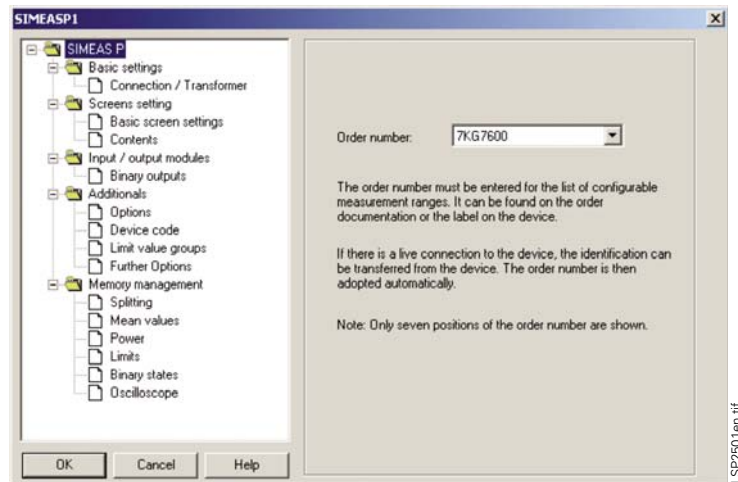 SIMEASP1
SIMEAS P
Basic settings
Connection / Transformer
Screens setting
Basic screen settings
Contents
Input / output modules
Binary outputs
Additionals
Options
Device code
Limit value groups
Further Options
Memory management
Splitting
Mean values
Power
Limits
Binary states
Oscilloscope
OK
Cancel
Help
Order number:
7KG7600
The order number must be entered for the list of configurable
measurement ranges. It can be found on the order
documentation or the label on the device.
If there is a live connection to the device, the identification can
be transferred from the device. The order number is then
adopted automatically.
Note: Only seven positions of the order number are shown.